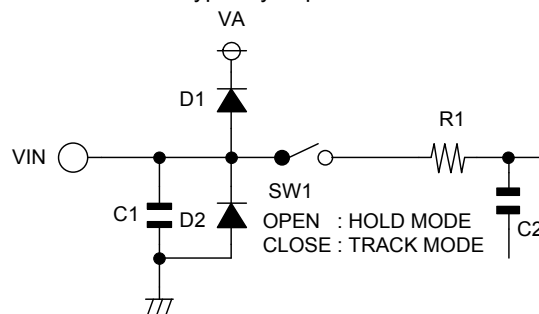 VA
D1
R1
VIN
SW1
C1
D2
OPEN : HOLD MODE
CLOSE : TRACK MODE
C2